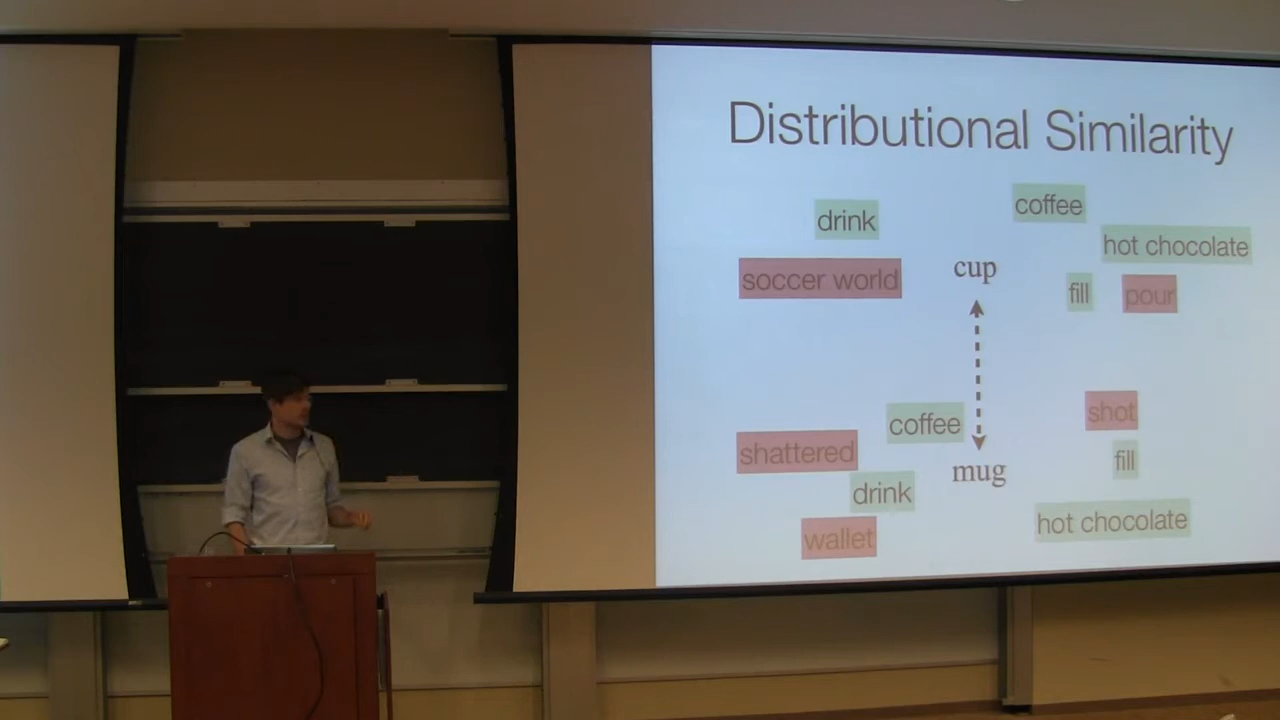 Distributional Similarity
coffee
drink
hot chocolate
cup
soccer world
fill
pour
shot
coffee
shattered
fill
mug
drink
hot chocolate
wallet